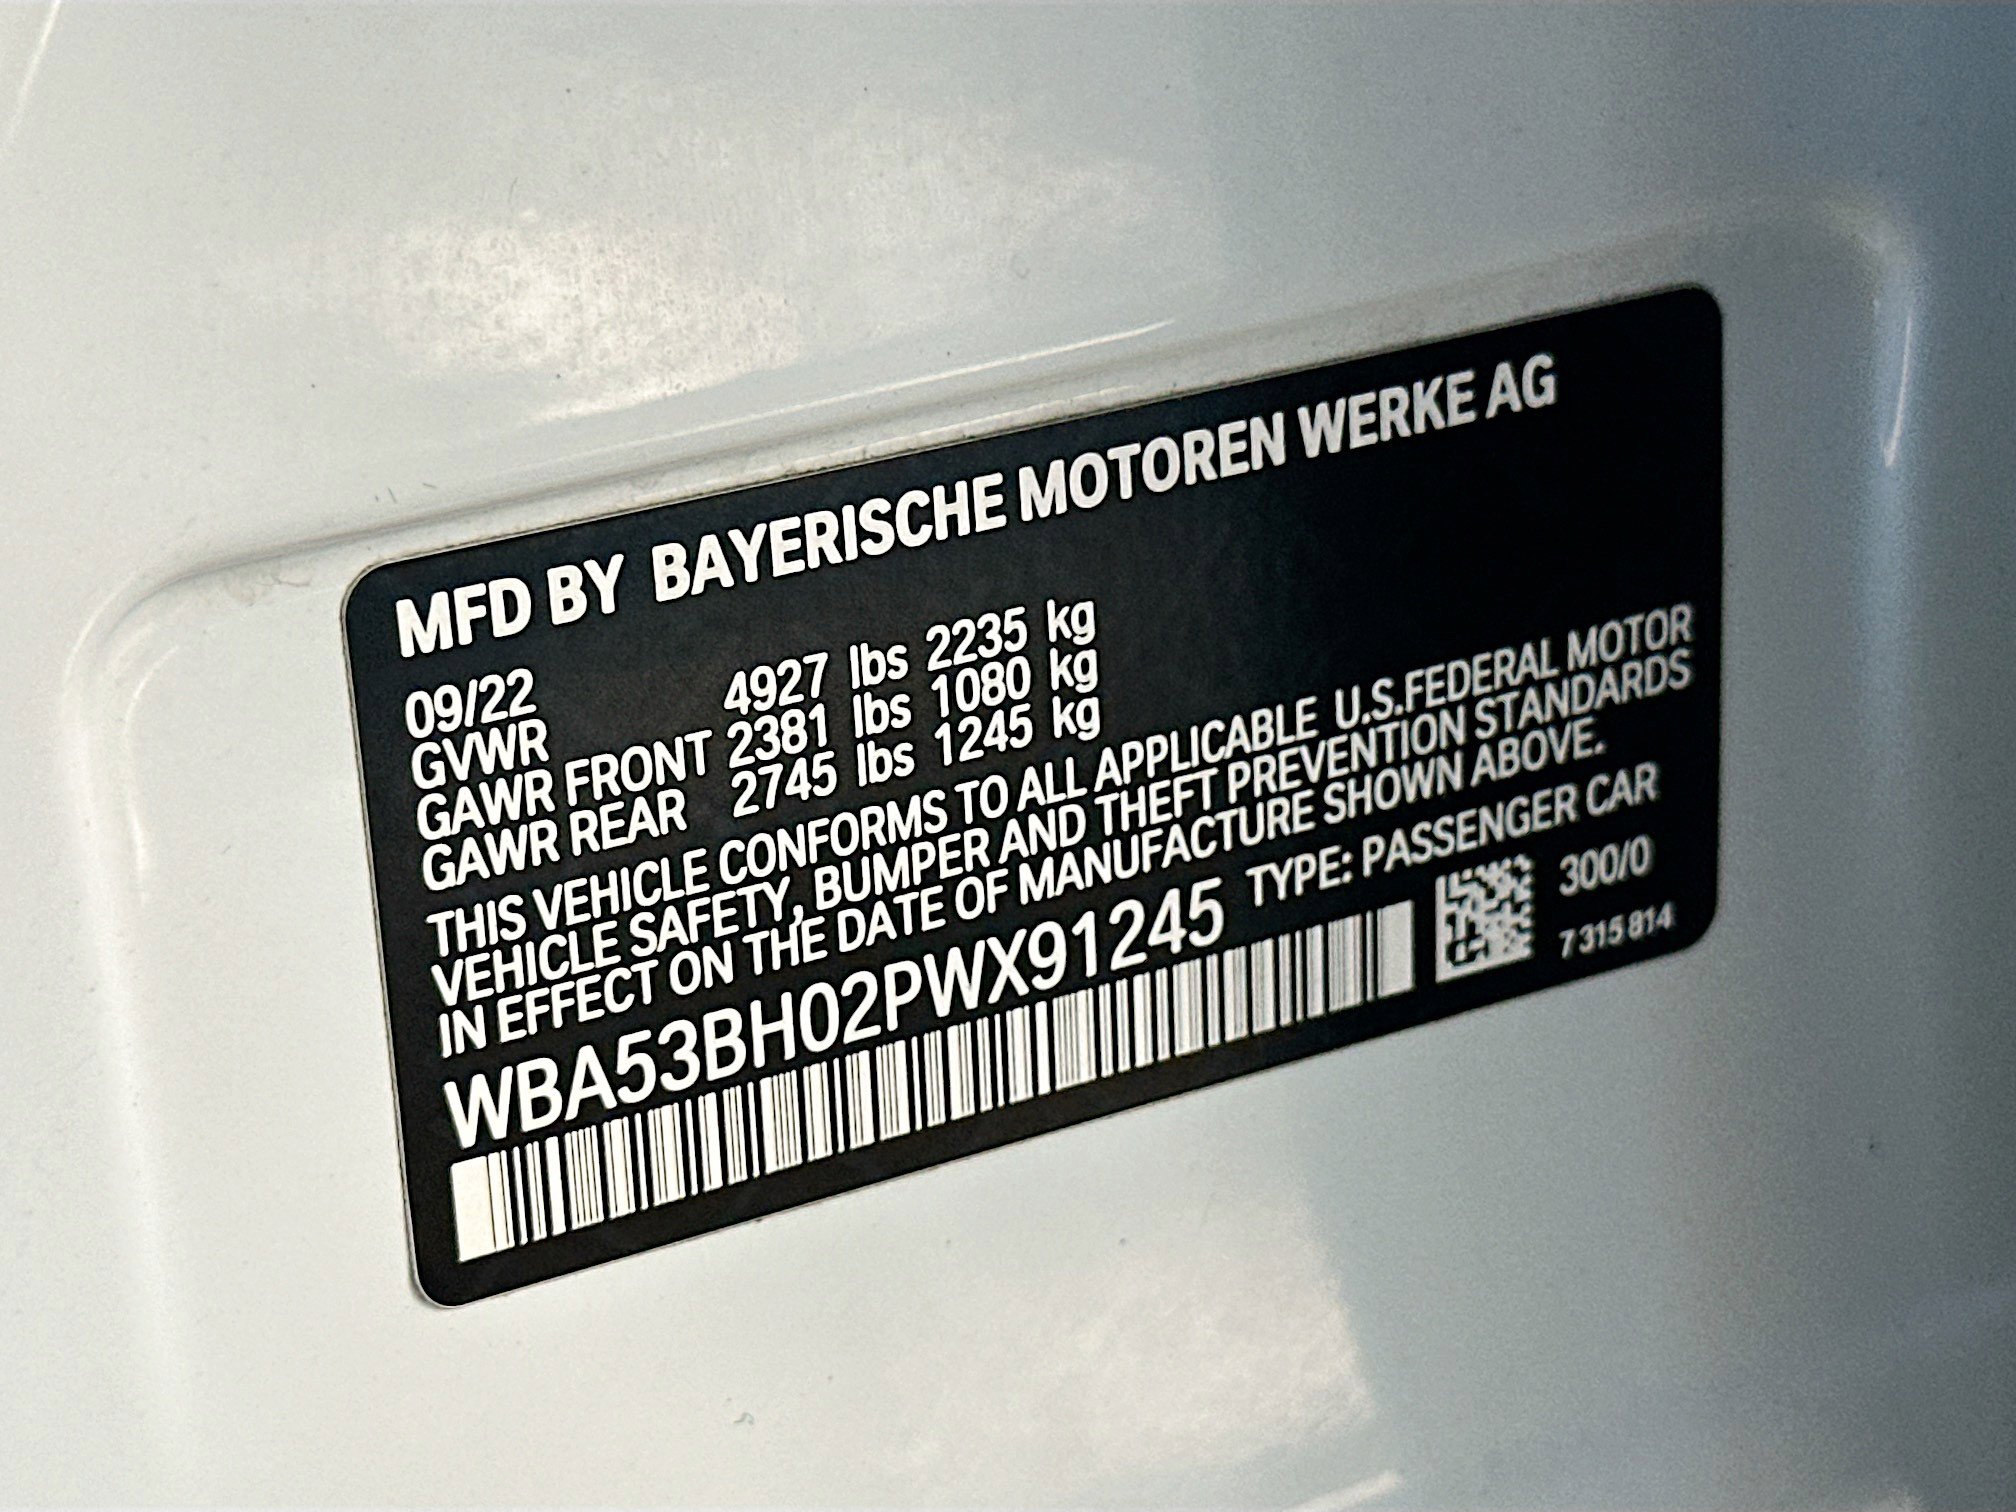 MFD BY BAYERISCHE MOTOREN WERKE AG
09/22
GVWR 4927 lbs 2235 kg
GAWR FRONT 2381 lbs 1080 kg
GAWR REAR 2745 lbs 1245 kg
THIS VEHICLE CONFORMS TO ALL APPLICABLE U.S.FEDERAL MOTOR
VEHICLE SAFETY, BUMPER AND THEFT PREVENTION STANDARDS
IN EFFECT ON THE DATE OF MANUFACTURE SHOWN ABOVE.
WBA53BH02PWX91245 TYPE: PASSENGER CAR
300/0
7 315 814